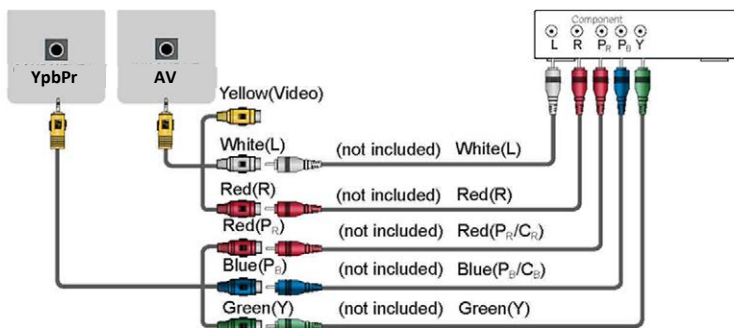 Component
L R PR PB Y
YpbPr
AV
Yellow(Video)
White(L) (not included) White(L)
Red(R) (not included) Red(R)
Red(PR) (not included) Red(PR/CR)
Blue(PB) (not included) Blue(PB/CB)
Green(Y) (not included) Green(Y)